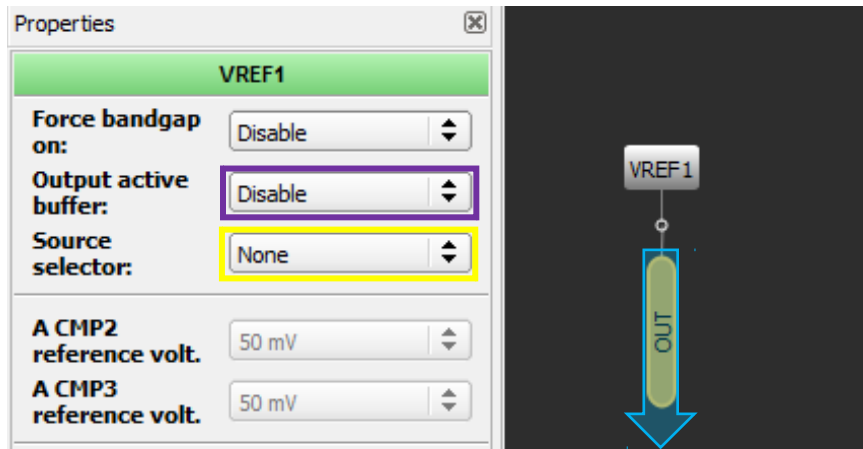 Properties
VREF1
Force bandgap
on:
Disable
Output active
buffer:
Disable
Source
selector:
None
A CMP2
reference volt.
50 mV
A CMP3
reference volt.
50 mV
VREF1
OUT